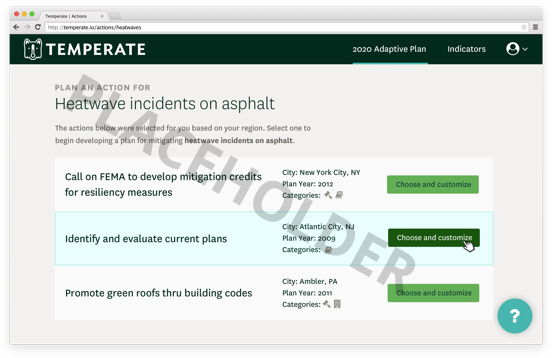 Temperate | Actions
http://temperate.io/actions/heatwaves
TEMPERATE
2020 Adaptive Plan
Indicators
PLAN AN ACTION FOR
Heatwave incidents on asphalt
The actions below were selected for you based on your region. Select one to
begin developing a plan for mitigating heatwave incidents on asphalt.
Call on FEMA to develop mitigation credits
for resiliency measures
City: New York City, NY
Plan Year: 2012
Categories:
Choose and customize
Identify and evaluate current plans
City: Atlantic City, NJ
Plan Year: 2009
Categories:
Choose and customize
Promote green roofs thru building codes
City: Ambler, PA
Plan Year: 2011
Categories:
Choose and customize
PLACEHOLDER
?